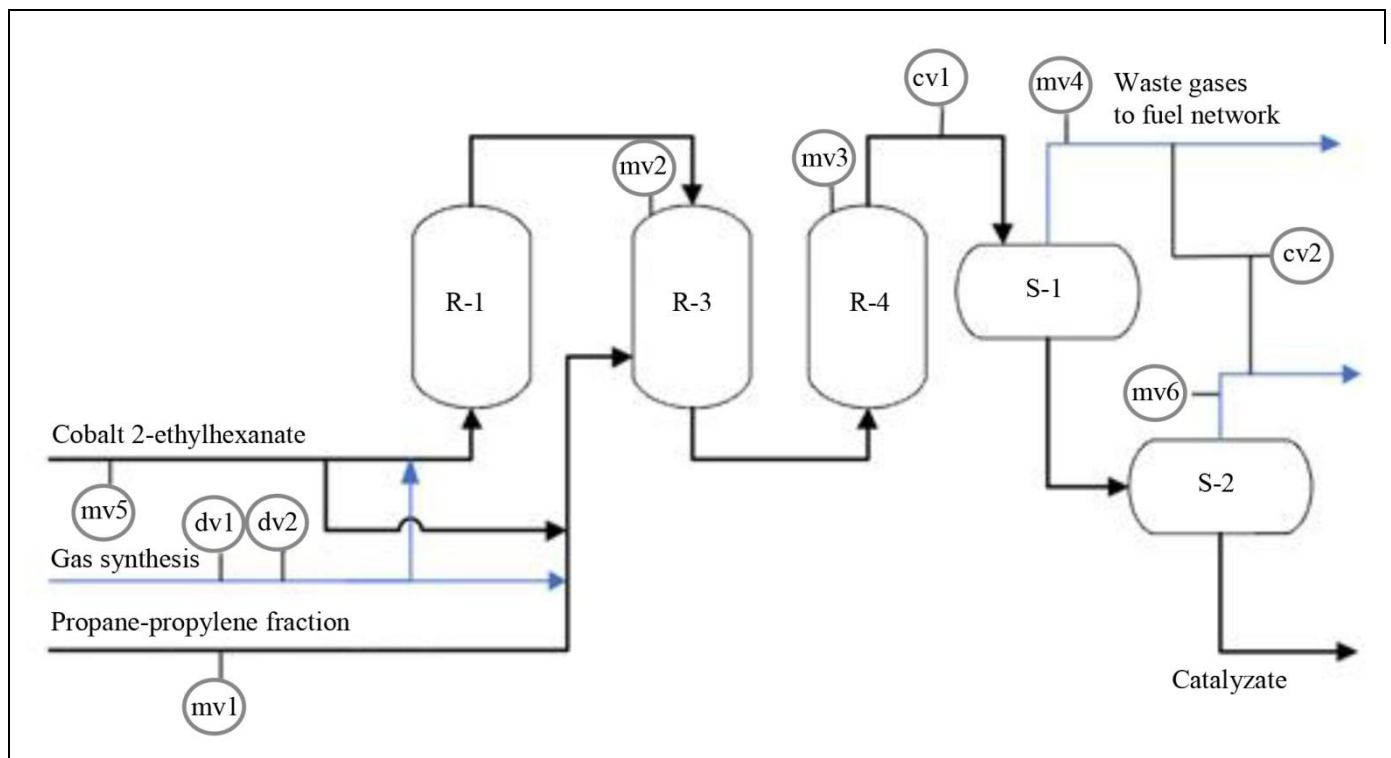 cv1
mv4
Waste gases
to fuel network
mv2
mv3
cv2
R-1
R-3
R-4
S-1
mv6
Cobalt 2-ethylhexanate
S-2
mv5
dv1
dv2
Gas synthesis
Propane-propylene fraction
Catalyzate
mv1